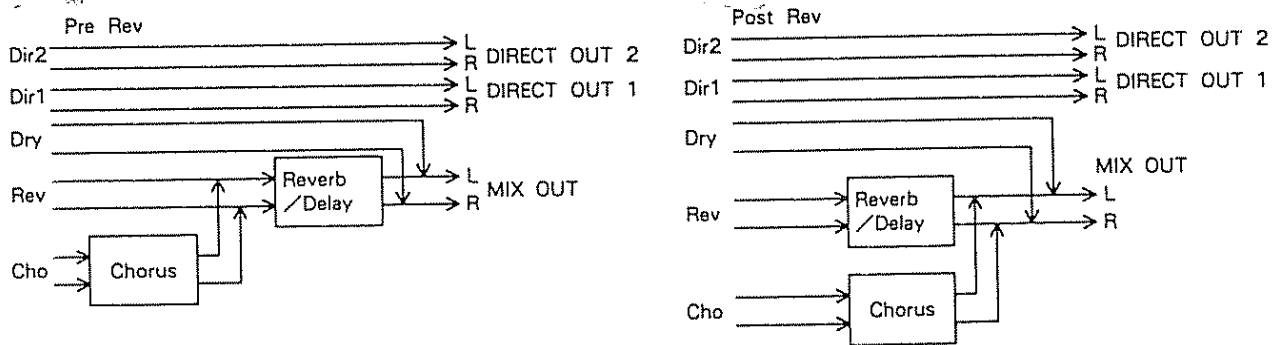 Pre Rev
Dir2
L
R
DIRECT OUT 2
Dir1
L
R
DIRECT OUT 1
Dry
Rev
Reverb
/Delay
L
R
MIX OUT
Cho
Chorus
Post Rev
Dir2
L
R
DIRECT OUT 2
Dir1
L
R
DIRECT OUT 1
Dry
MIX OUT
Rev
Reverb
/Delay
L
R
Cho
Chorus